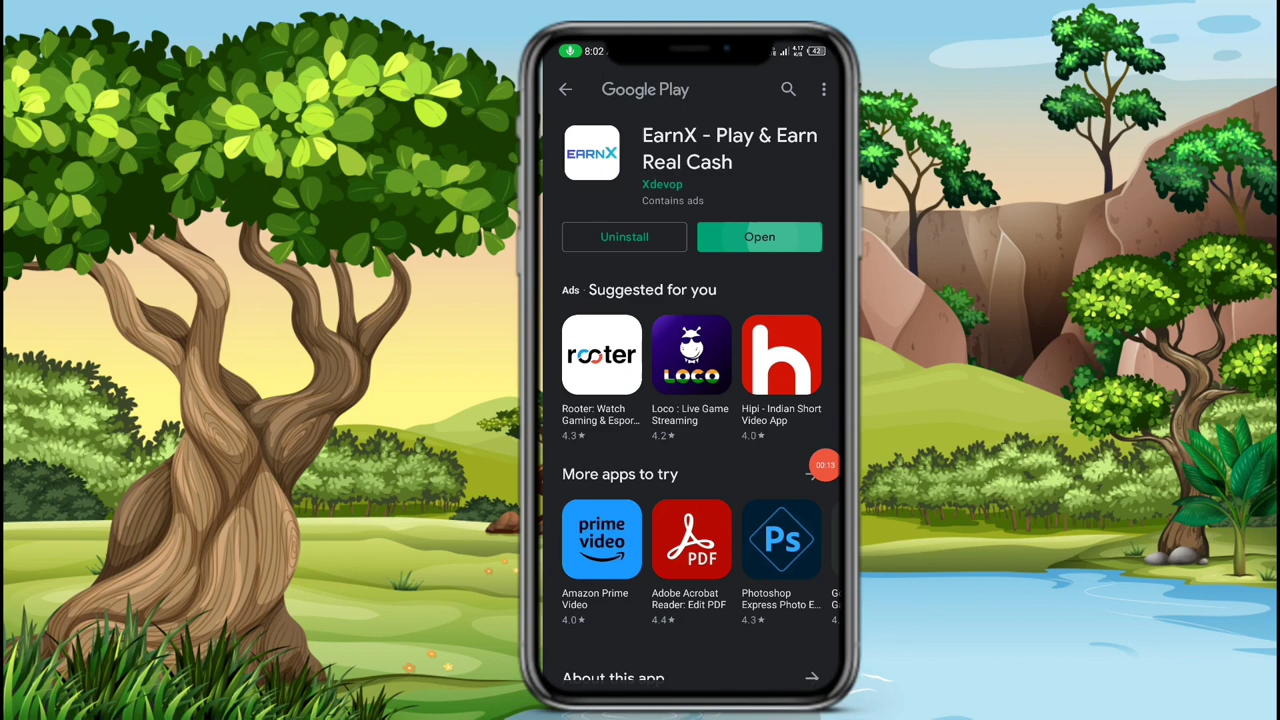 8:02
4.17
K/S
42
Google Play
EARNX
EarnX - Play & Earn
Real Cash
Xdevop
Contains ads
Uninstall
Open
Ads · Suggested for you
rooter
LOCO
h
Rooter: Watch
Gaming & Espor...
4.3★
Loco : Live Game
Streaming
4.2★
Hipi - Indian Short
Video App
4.0★
More apps to try
00:13
prime
video
PDF
Ps
Amazon Prime
Video
4.0★
Adobe Acrobat
Reader: Edit PDF
4.4★
Photoshop
Express Photo E...
4.3★
About this app